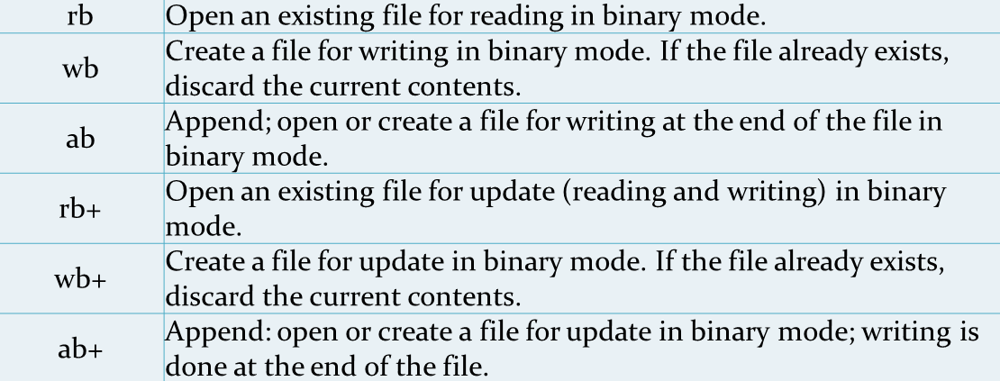 rb Open an existing file for reading in binary mode.
wb Create a file for writing in binary mode. If the file already exists,
discard the current contents.
ab Append; open or create a file for writing at the end of the file in
binary mode.
rb+ Open an existing file for update (reading and writing) in binary
mode.
wb+ Create a file for update in binary mode. If the file already exists,
discard the current contents.
ab+ Append: open or create a file for update in binary mode; writing is
done at the end of the file.